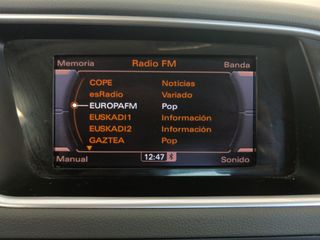 Memoria Radio FM Banda
COPE Noticias
esRadio Variado
EUROPAFM Pop
EUSKADI1 Información
EUSKADI2 Información
GAZTEA Pop
Manual 12:47 Sonido